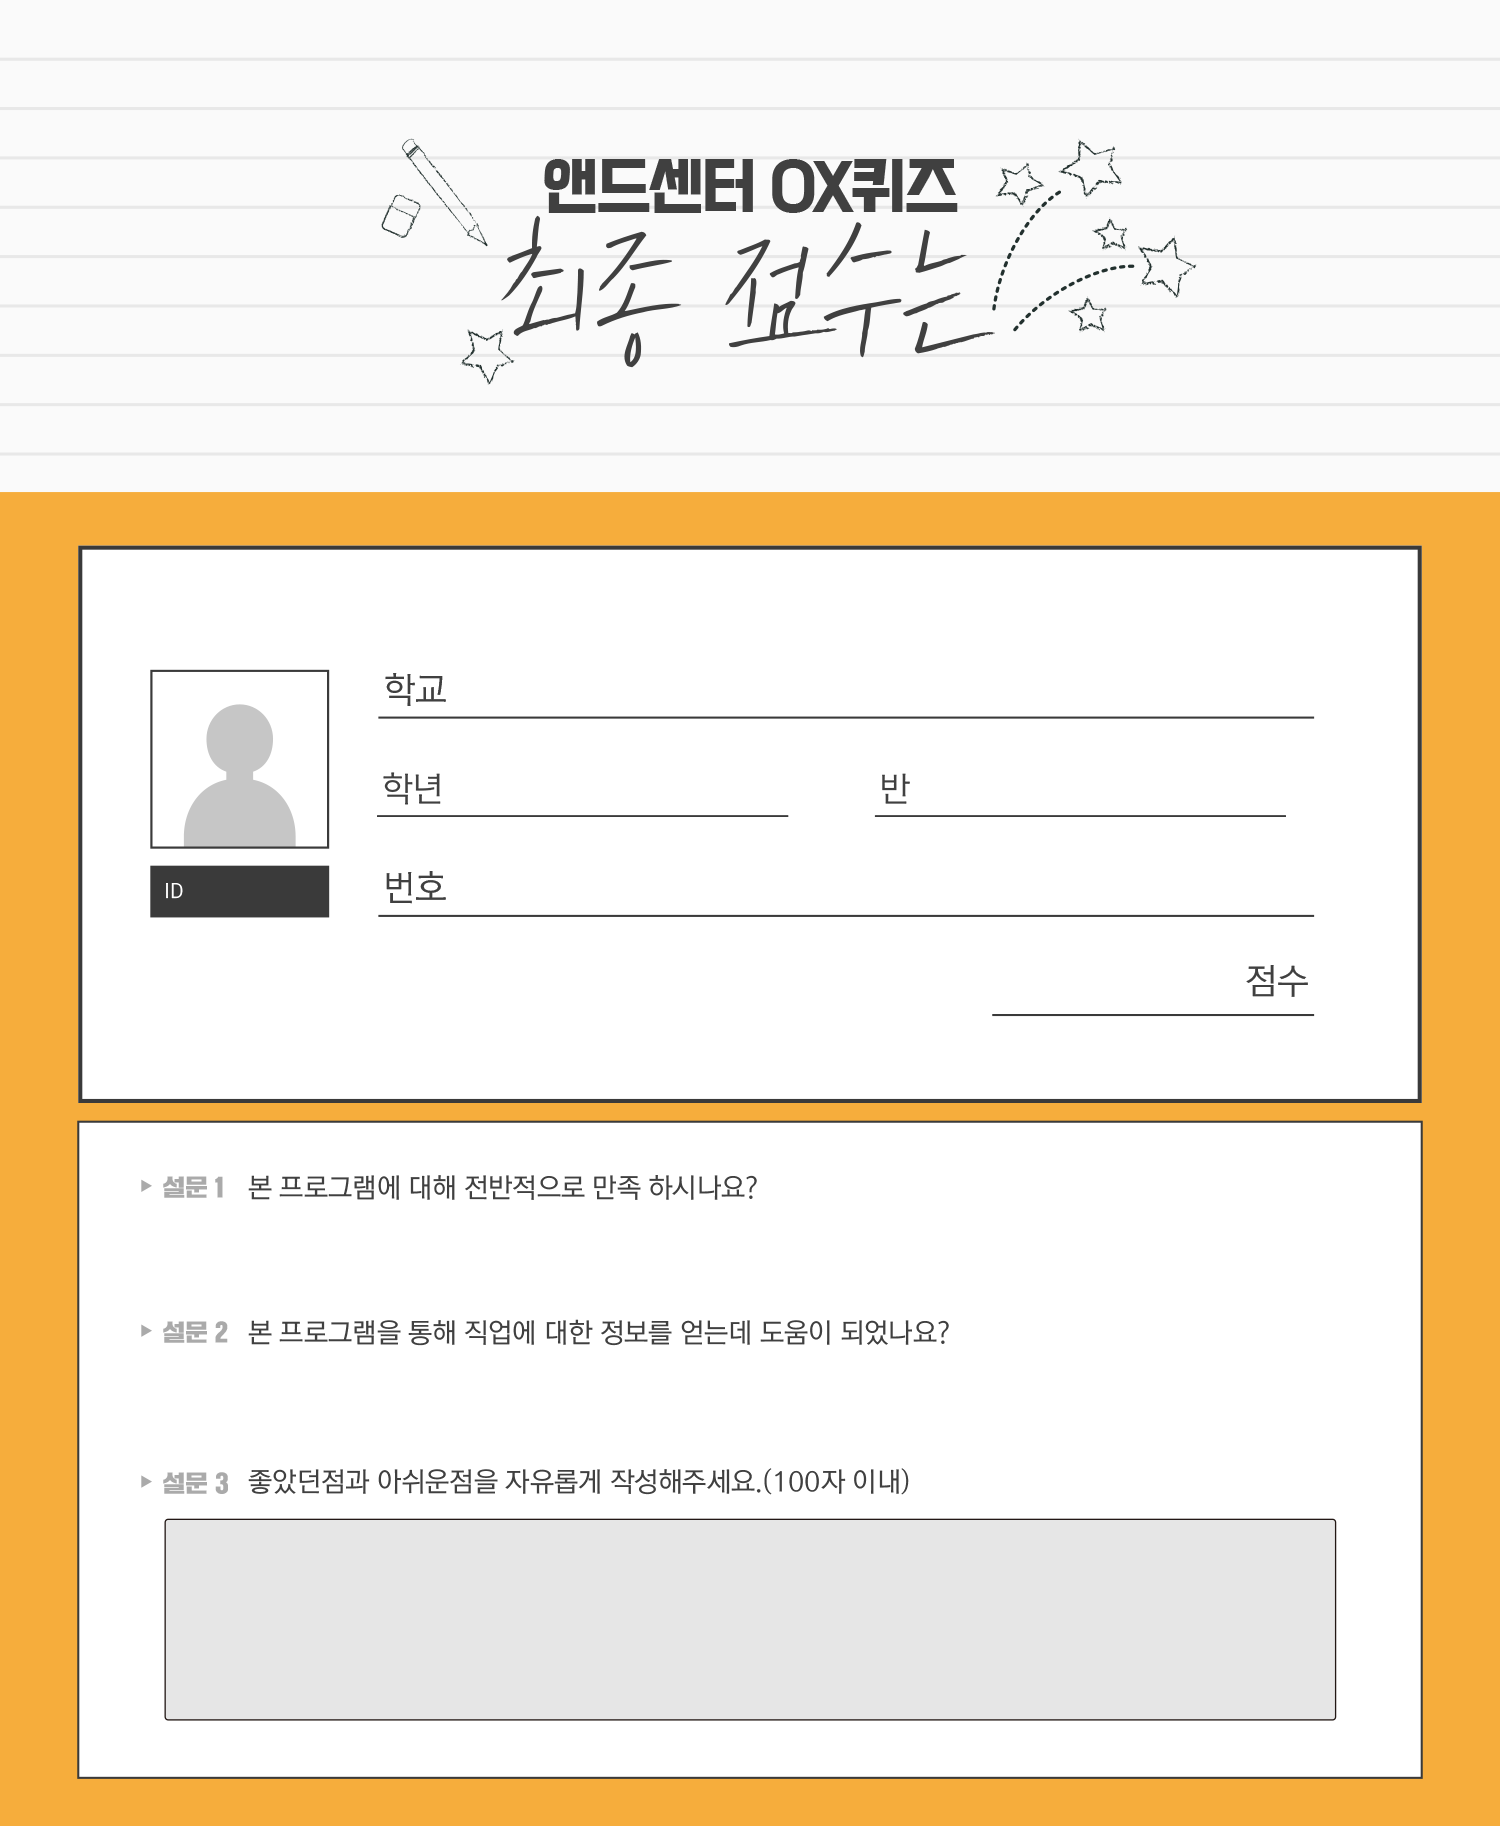 앤드센터 OX퀴즈
최종 점수는
학교
학년 반
ID
번호
점수
설문 1 본 프로그램에 대해 전반적으로 만족 하시나요?
설문 2 본 프로그램을 통해 직업에 대한 정보를 얻는데 도움이 되었나요?
설문 3 좋았던점과 아쉬운점을 자유롭게 작성해주세요.(100자 이내)